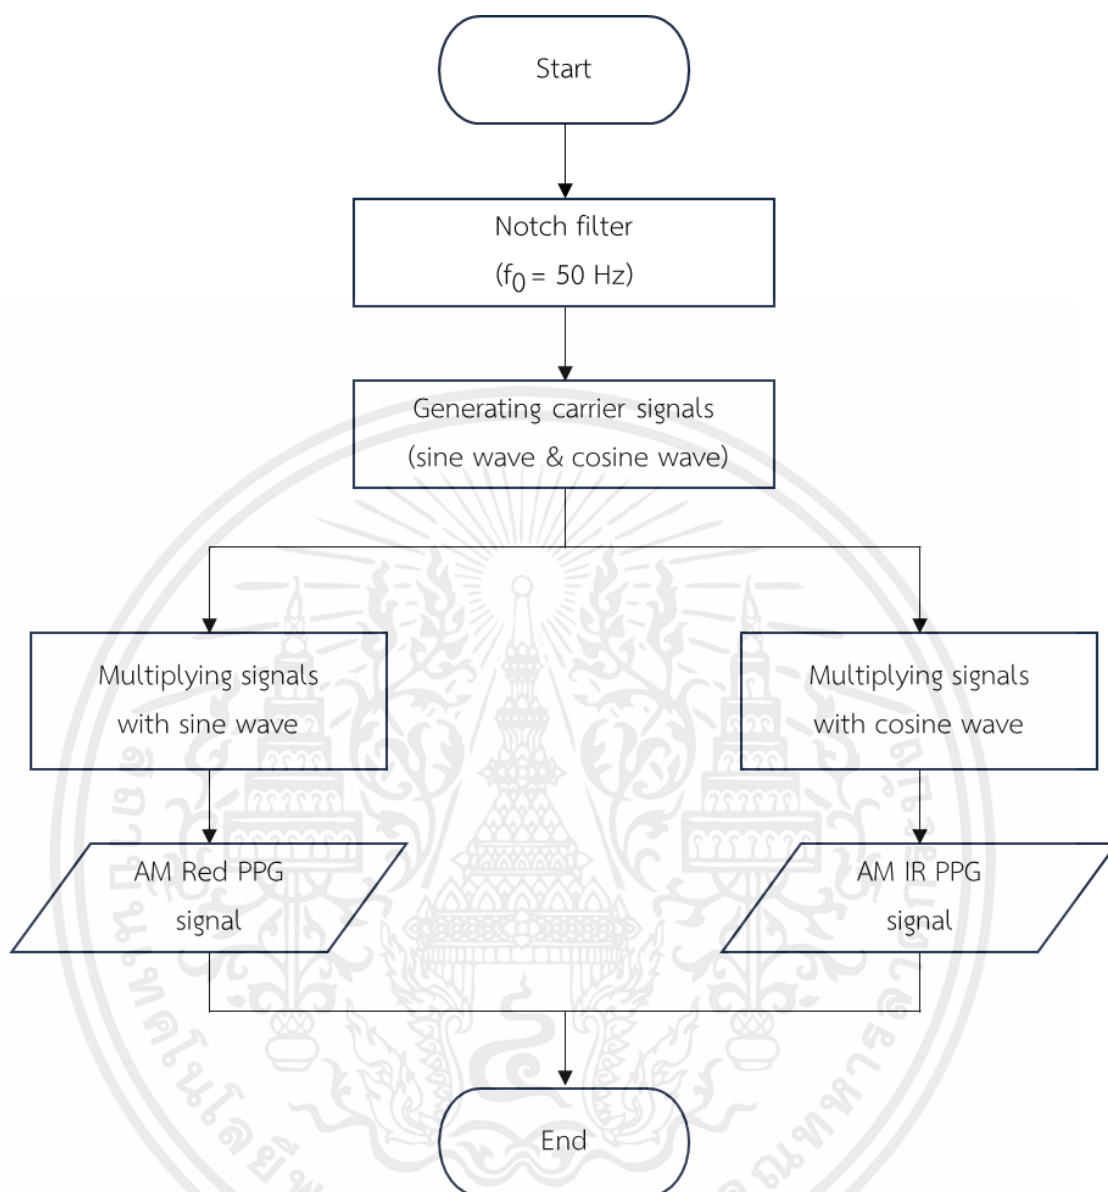 Start
Notch filter
(f0 = 50 Hz)
Generating carrier signals
(sine wave & cosine wave)
Multiplying signals
with sine wave
Multiplying signals
with cosine wave
AM Red PPG
signal
AM IR PPG
signal
End